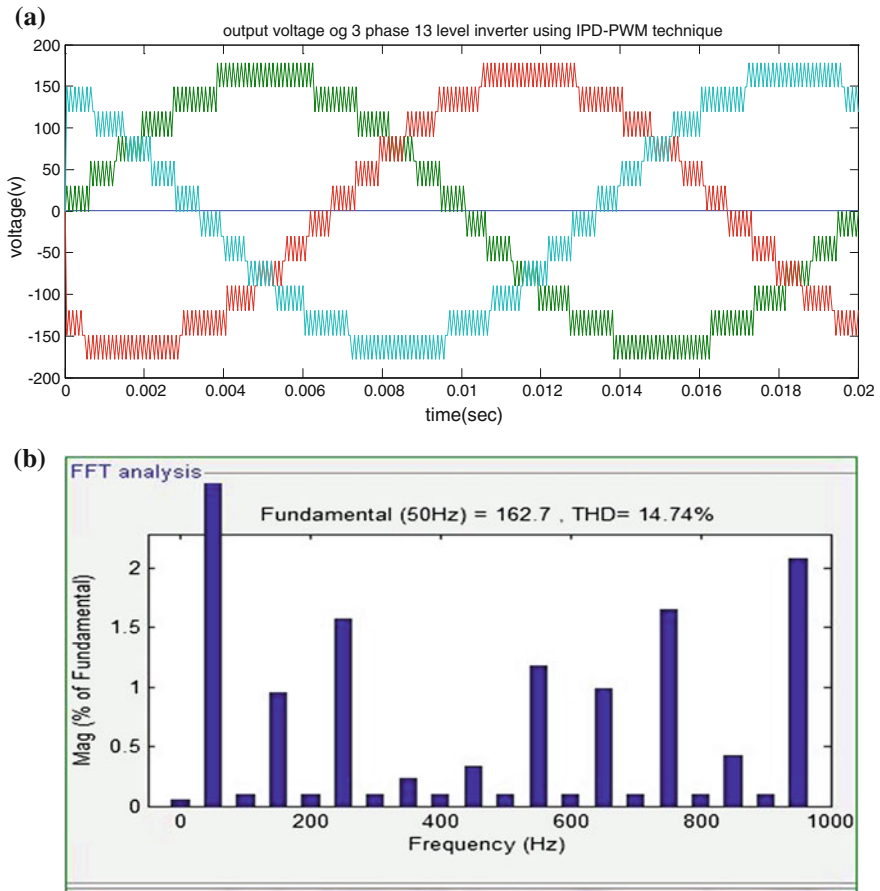 (a)
output voltage og 3 phase 13 level inverter using IPD-PWM technique
200
150
100
50
0
-50
-100
-150
-200
voltage(v)
0 0.002 0.004 0.006 0.008 0.01 0.012 0.014 0.016 0.018 0.02
time(sec)
(b)
FFT analysis
Fundamental (50Hz) = 162.7 , THD= 14.74%
2
1.5
1
0.5
0
Mag (% of Fundamental)
0 200 400 600 800 1000
Frequency (Hz)